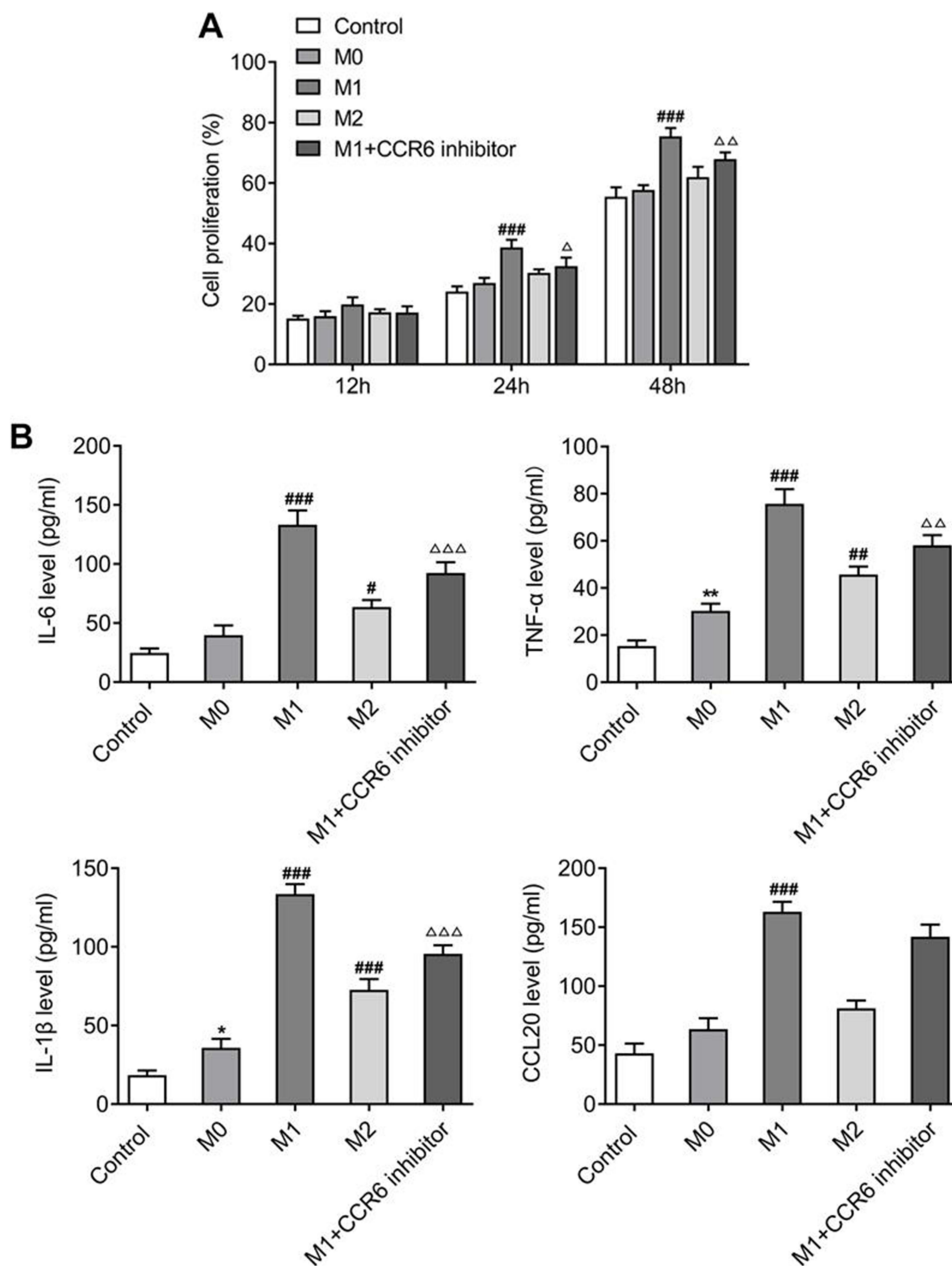 A
Control
M0
M1
M2
M1+CCR6 inhibitor
Cell proliferation (%)
100
80
60
40
20
0
###
△
###
△△
12h
24h
48h
B
IL-6 level (pg/ml)
200
150
100
50
0
###
#
△△△
Control
M0
M1
M2
M1+CCR6 inhibitor
TNF-α level (pg/ml)
100
80
60
40
20
0
**
###
##
△△
Control
M0
M1
M2
M1+CCR6 inhibitor
IL-1β level (pg/ml)
150
100
50
0
*
###
###
△△△
Control
M0
M1
M2
M1+CCR6 inhibitor
CCL20 level (pg/ml)
200
150
100
50
0
###
Control
M0
M1
M2
M1+CCR6 inhibitor